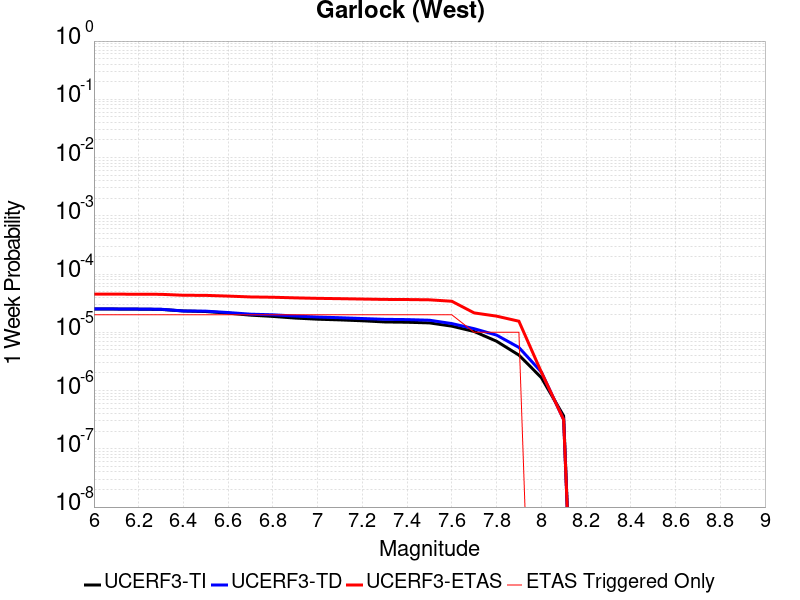 Garlock (West)
10^0
10^-1
10^-2
10^-3
10^-4
10^-5
10^-6
10^-7
10^-8
1 Week Probability
6 6.2 6.4 6.6 6.8 7 7.2 7.4 7.6 7.8 8 8.2 8.4 8.6 8.8 9
Magnitude
UCERF3-TI UCERF3-TD UCERF3-ETAS ETAS Triggered Only